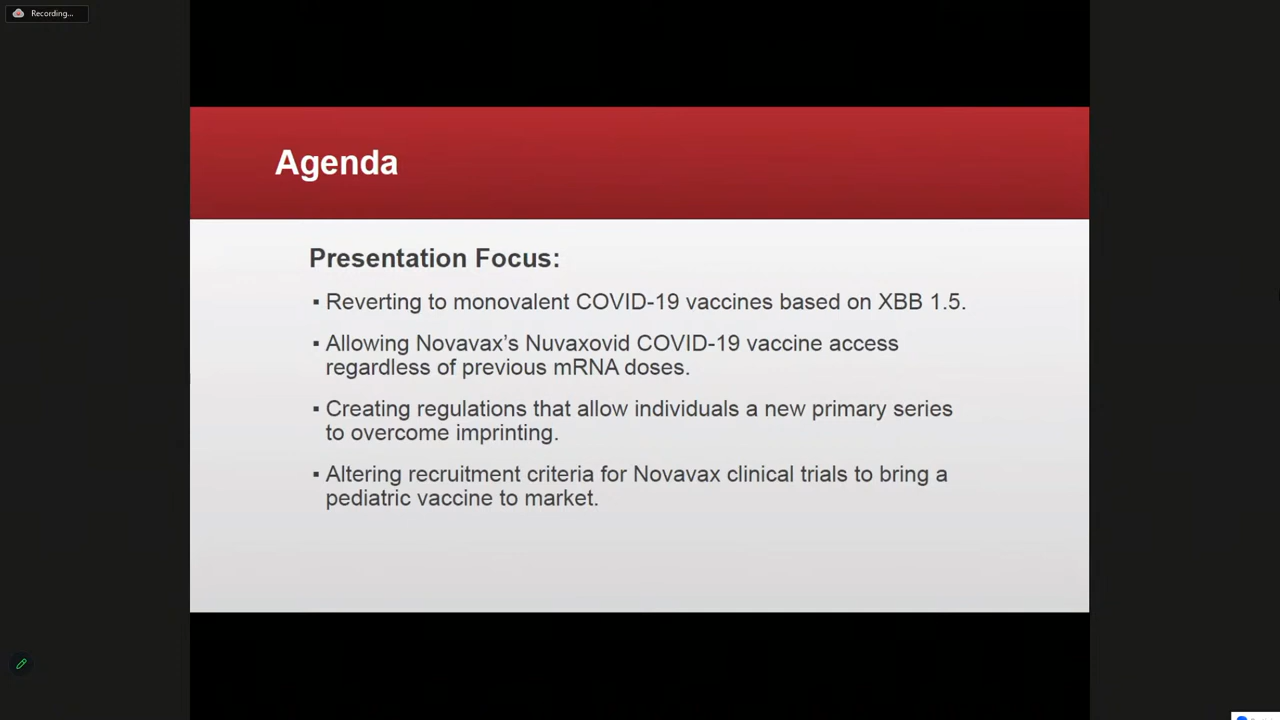 Recording...
Agenda
Presentation Focus:
▪ Reverting to monovalent COVID-19 vaccines based on XBB 1.5.
▪ Allowing Novavax’s Nuvaxovid COVID-19 vaccine access
regardless of previous mRNA doses.
▪ Creating regulations that allow individuals a new primary series
to overcome imprinting.
▪ Altering recruitment criteria for Novavax clinical trials to bring a
pediatric vaccine to market.